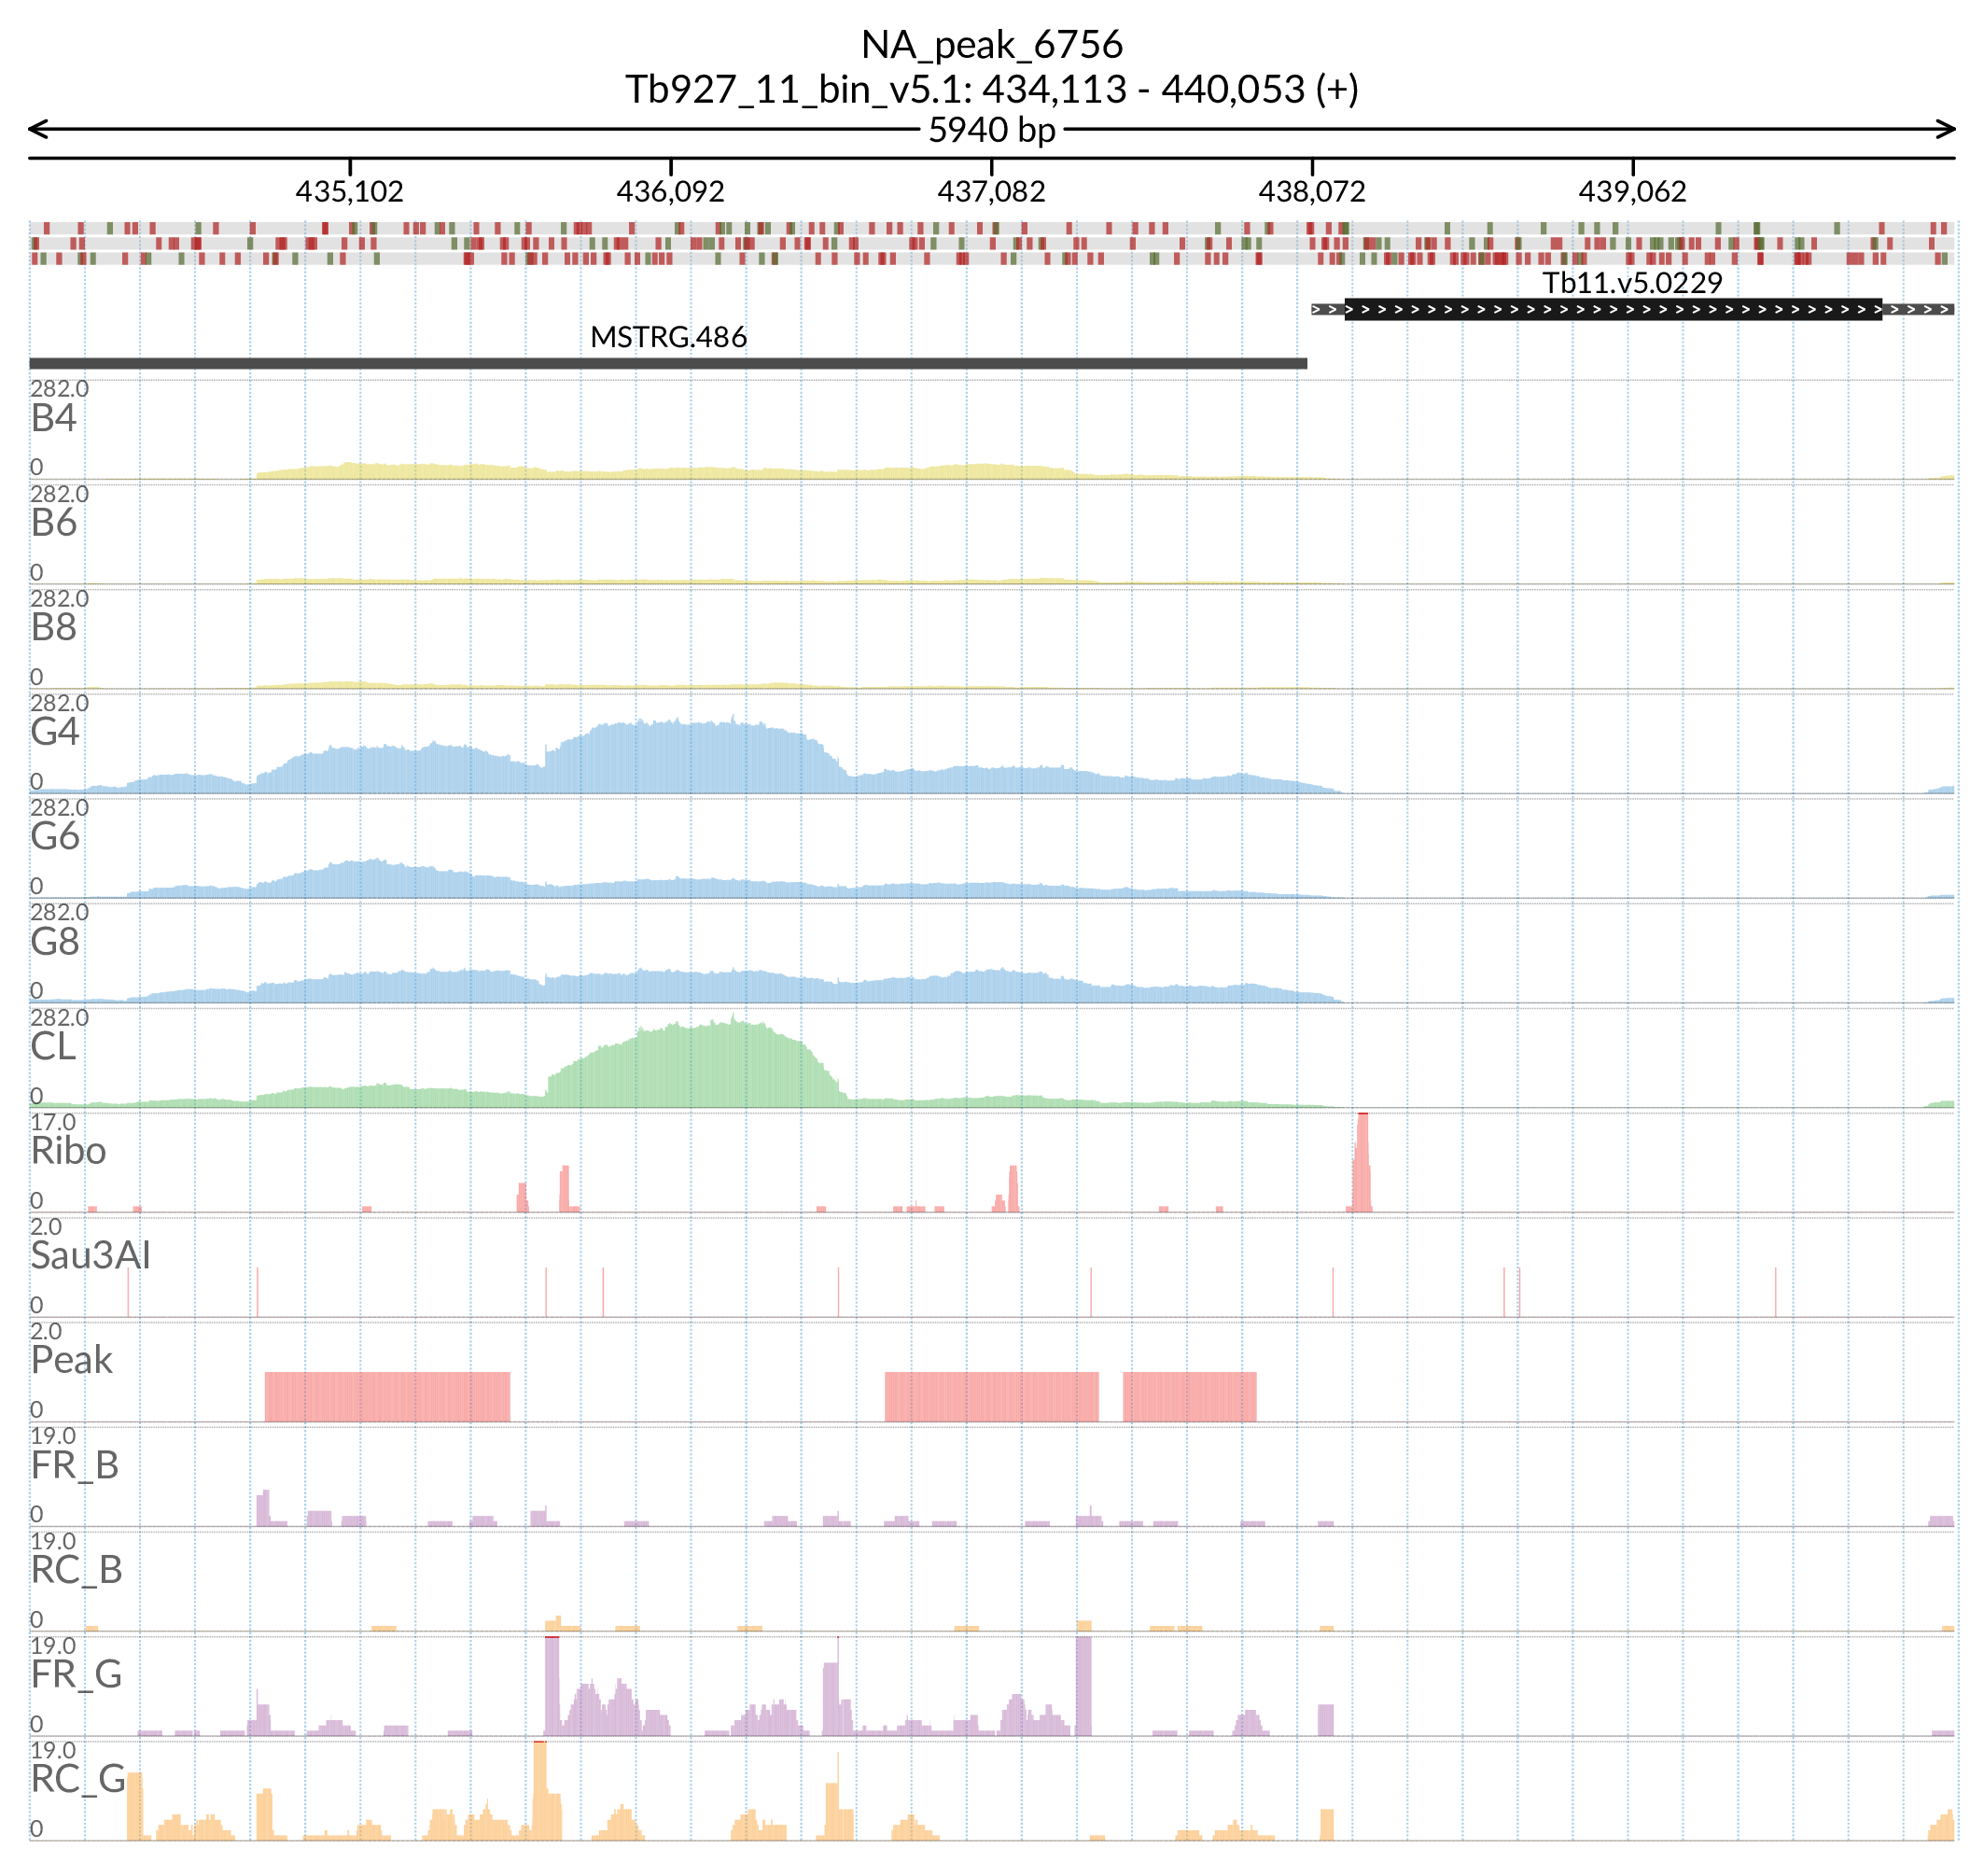 NA_peak_6756
Tb927_11_bin_v5.1: 434,113 - 440,053 (+)
5940 bp
435,102 436,092 437,082 438,072 439,062
Tb11.v5.0229
MSTRG.486
282.0
B4
0
282.0
B6
0
282.0
B8
0
282.0
G4
0
282.0
G6
0
282.0
G8
0
282.0
CL
0
17.0
Ribo
0
2.0
Sau3AI
0
2.0
Peak
0
19.0
FR_B
0
19.0
RC_B
0
19.0
FR_G
0
19.0
RC_G
0